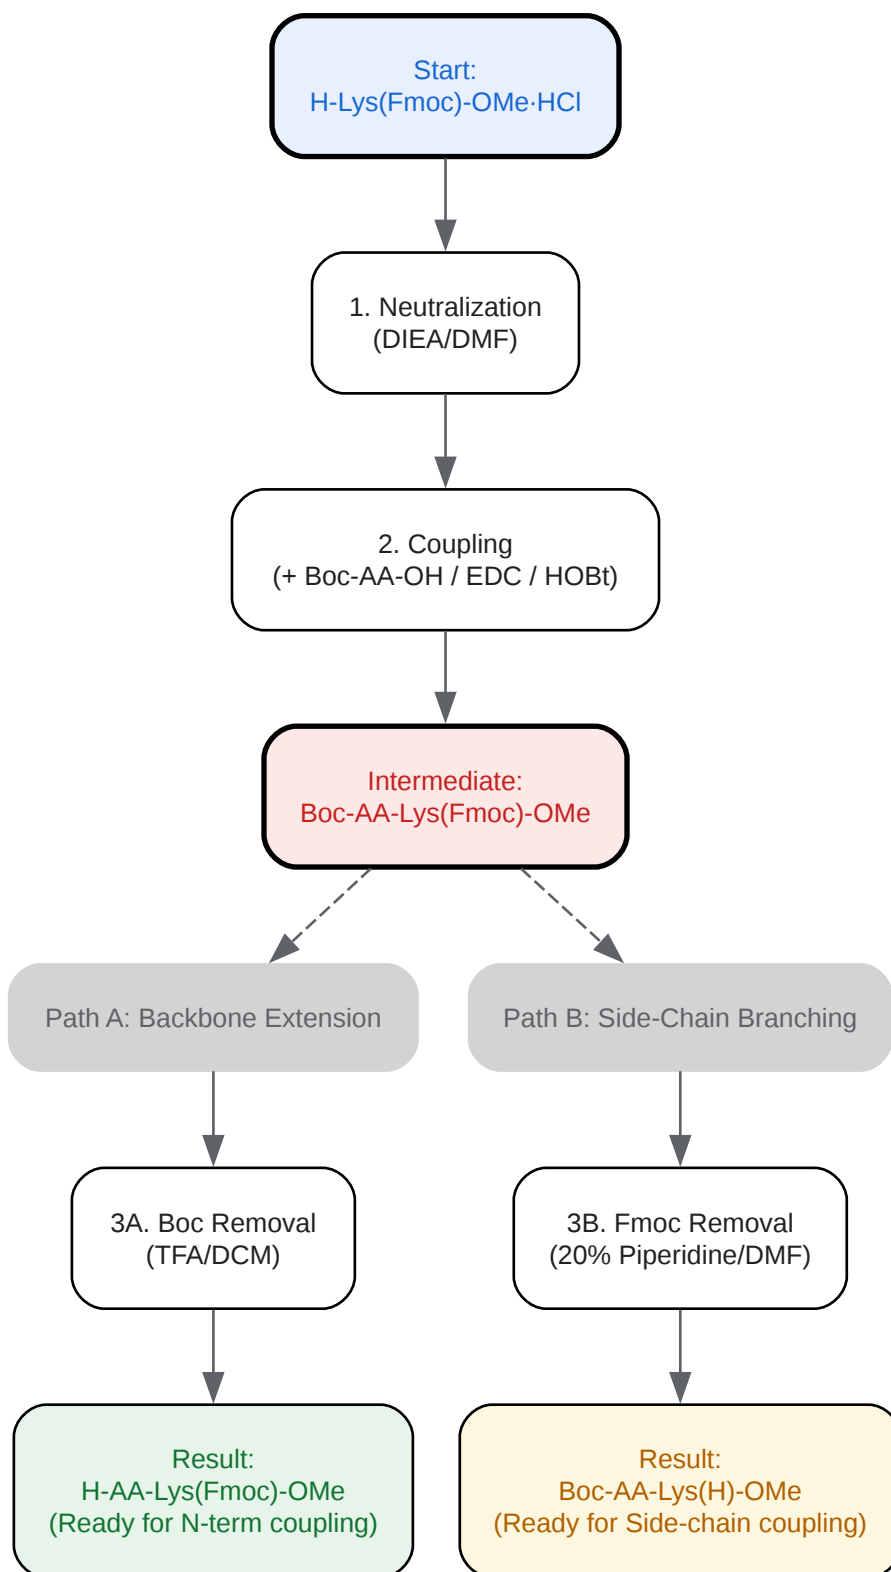 Start:
H-Lys(Fmoc)-OMe·HCl
1. Neutralization
(DIEA/DMF)
2. Coupling
(+ Boc-AA-OH / EDC / HOBt)
Intermediate:
Boc-AA-Lys(Fmoc)-OMe
Path A: Backbone Extension
Path B: Side-Chain Branching
3A. Boc Removal
(TFA/DCM)
3B. Fmoc Removal
(20% Piperidine/DMF)
Result:
H-AA-Lys(Fmoc)-OMe
(Ready for N-term coupling)
Result:
Boc-AA-Lys(H)-OMe
(Ready for Side-chain coupling)